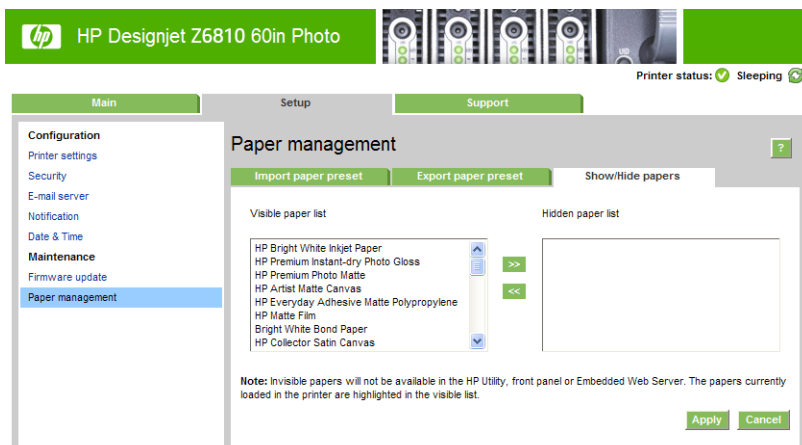 hp HP Designjet Z6810 60in Photo
UID
Printer status: Sleeping
Main Setup Support
Configuration
Printer settings
Security
E-mail server
Notification
Date & Time
Maintenance
Firmware update
Paper management
Paper management ?
Import paper preset Export paper preset Show/Hide papers
Visible paper list Hidden paper list
HP Bright White Inkjet Paper
HP Premium Instant-dry Photo Gloss
HP Premium Photo Matte
HP Artist Matte Canvas
HP Everyday Adhesive Matte Polypropylene
HP Matte Film
Bright White Bond Paper
HP Collector Satin Canvas
>>
<<
Note: Invisible papers will not be available in the HP Utility, front panel or Embedded Web Server. The papers currently
loaded in the printer are highlighted in the visible list.
Apply Cancel